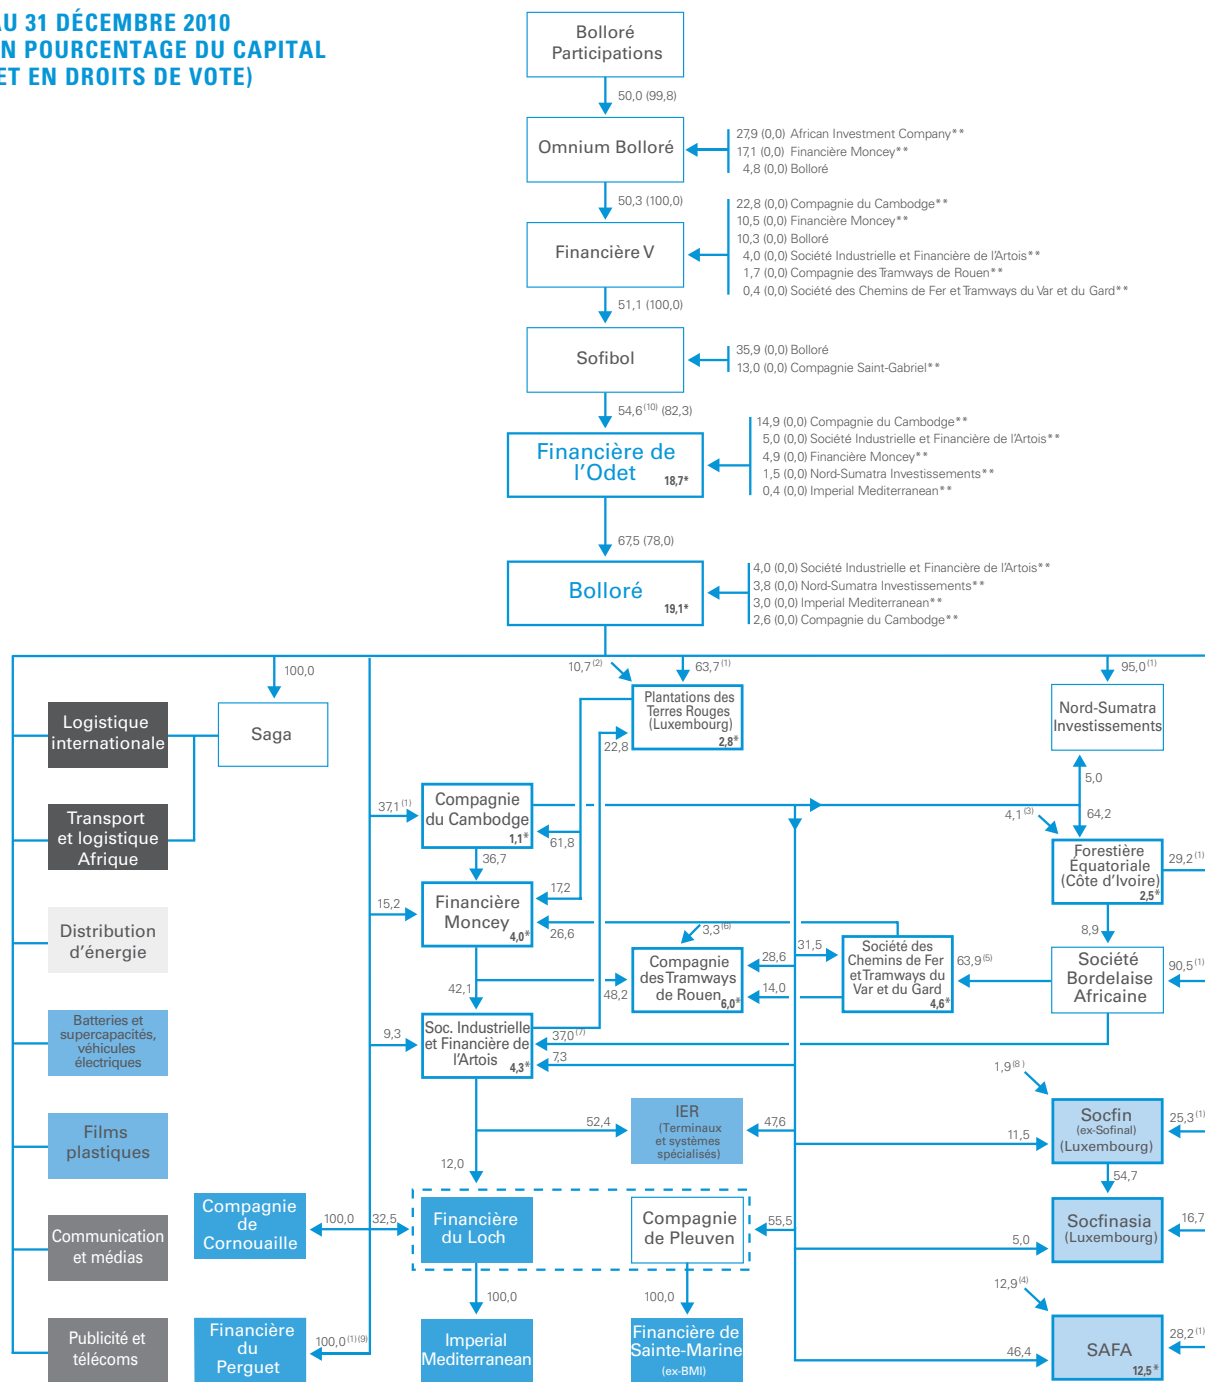 AU 31 DÉCEMBRE 2010
N POURCENTAGE DU CAPITAL
ET EN DROITS DE VOTE)
Bolloré
Participations
50,0 (99,8)
Omnium Bolloré
27,9 (0,0) African Investment Company**
17,1 (0,0) Financière Moncey**
4,8 (0,0) Bolloré
50,3 (100,0)
Financière V
22,8 (0,0) Compagnie du Cambodge**
10,5 (0,0) Financière Moncey**
10,3 (0,0) Bolloré
4,0 (0,0) Société Industrielle et Financière de l'Artois**
1,7 (0,0) Compagnie des Tramways de Rouen**
0,4 (0,0) Société des Chemins de Fer et Tramways du Var et du Gard**
51,1 (100,0)
Sofibol
35,9 (0,0) Bolloré
13,0 (0,0) Compagnie Saint-Gabriel**
54,6(10) (82,3)
Financière de
l'Odet
18,7*
14,9 (0,0) Compagnie du Cambodge**
5,0 (0,0) Société Industrielle et Financière de l'Artois**
4,9 (0,0) Financière Moncey**
1,5 (0,0) Nord-Sumatra Investissements**
0,4 (0,0) Imperial Mediterranean**
67,5 (78,0)
Bolloré
19,1*
4,0 (0,0) Société Industrielle et Financière de l'Artois**
3,8 (0,0) Nord-Sumatra Investissements**
3,0 (0,0) Imperial Mediterranean**
2,6 (0,0) Compagnie du Cambodge**
100,0
10,7(2)
63,7(1)
95,0(1)
Logistique
internationale
Saga
Plantations des
Terres Rouges
(Luxembourg)
2,8*
Nord-Sumatra
Investissements
22,8
5,0
Transport
et logistique
Afrique
37,1(1)
Compagnie
du Cambodge
1,1*
61,8
4,1(3)
64,2
36,7
Forestière
Équatoriale
(Côte d'Ivoire)
2,5*
29,2(1)
Distribution
d'énergie
15,2
Financière
Moncey
4,0*
17,2
26,6
3,3(6)
8,9
42,1
48,2
Compagnie
des Tramways
de Rouen
6,0*
28,6
14,0
31,5
Société des
Chemins de Fer
et Tramways du
Var et du Gard
4,6*
63,9(5)
Société
Bordelaise
Africaine
90,5(1)
Batteries et
supercapacités,
véhicules
électriques
9,3
Soc. Industrielle
et Financière de
l'Artois
4,3*
37,0(7)
7,3
1,9(8)
Films
plastiques
52,4
IER
(Terminaux
et systèmes
spécialisés)
47,6
11,5
Socfin
(ex-Sofinal)
(Luxembourg)
25,3(1)
12,0
54,7
Communication
et médias
Compagnie
de
Cornouaille
100,0
32,5
Financière
du Loch
Compagnie
de Pleuven
55,5
5,0
Socfinasia
(Luxembourg)
16,7
100,0
100,0
12,9(4)
Publicité et
télécoms
Financière
du
Perguet
100,0(1)(9)
Imperial
Mediterranean
Financière de
Sainte-Marine
(ex-BMI)
46,4
SAFA
12,5*
28,2(1)